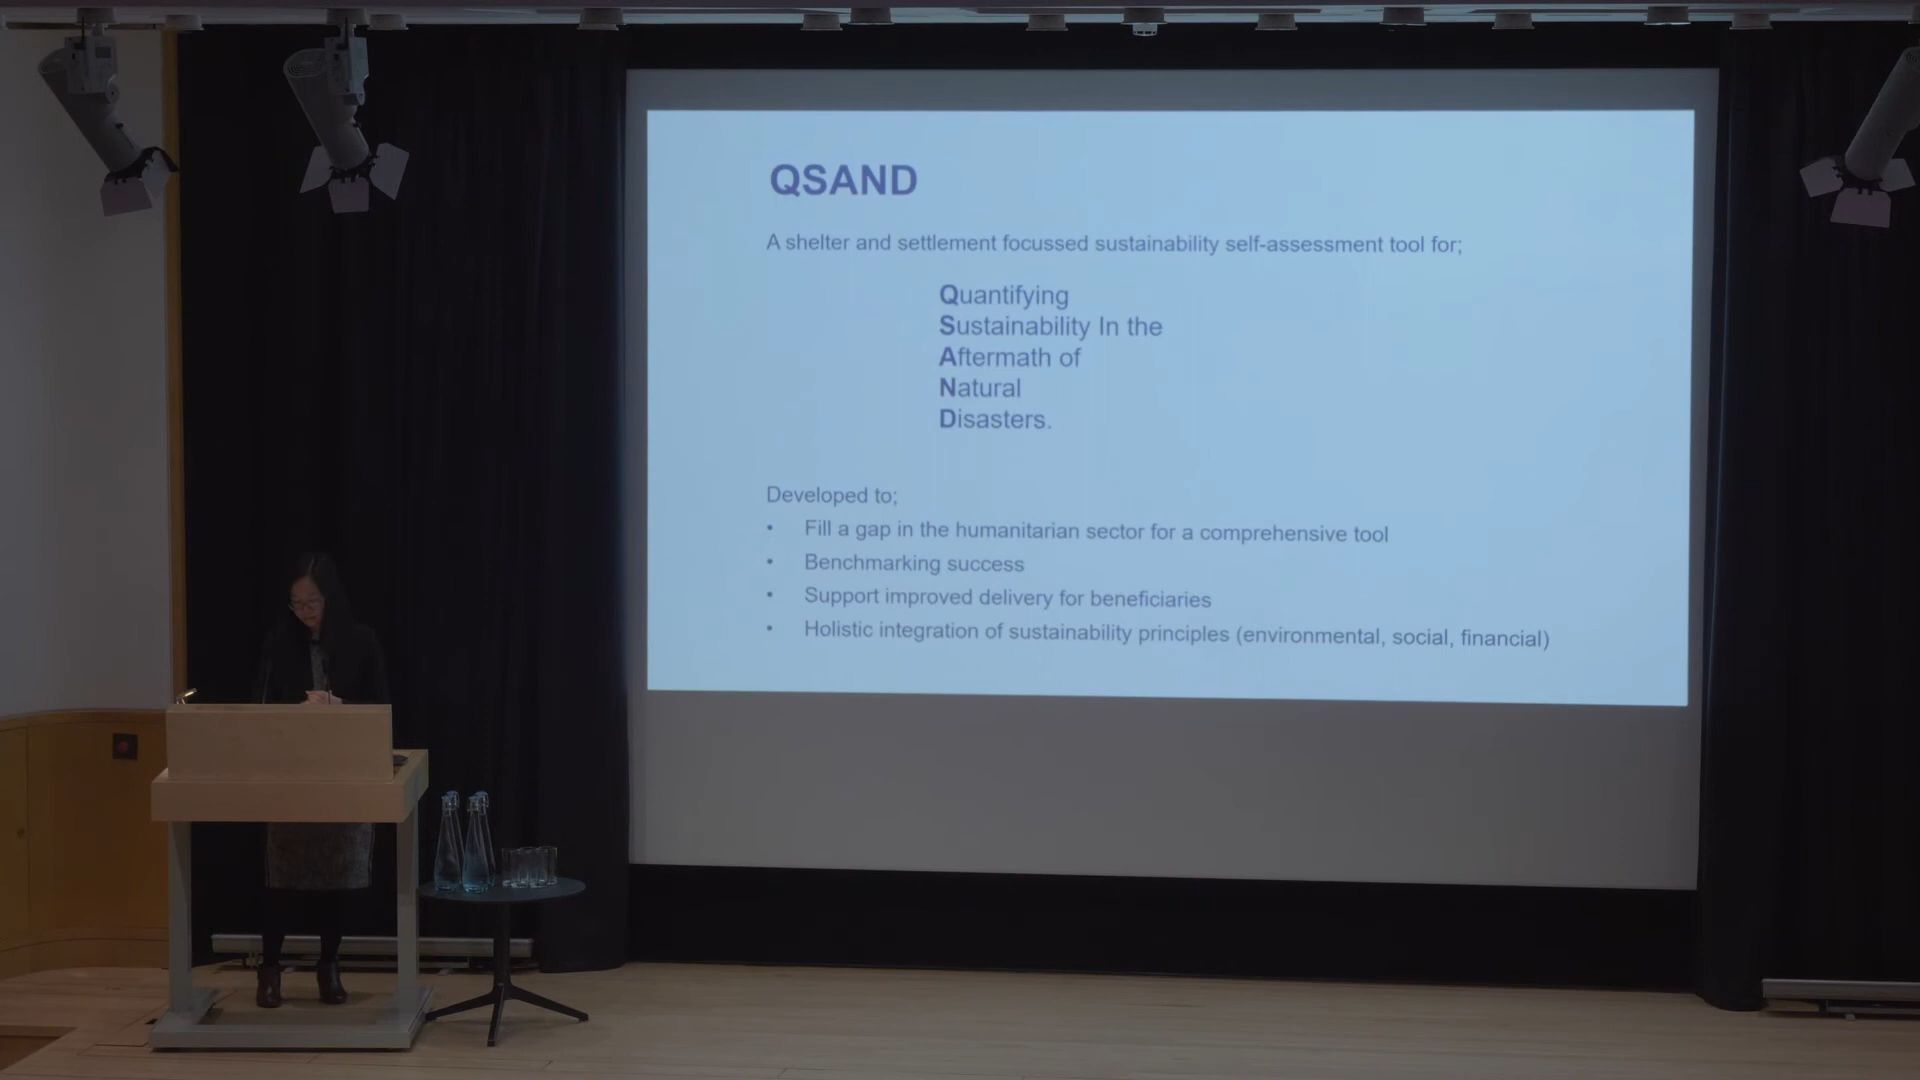 QSAND
A shelter and settlement focussed sustainability self-assessment tool for;
Quantifying
Sustainability In the
Aftermath of
Natural
Disasters.
Developed to;
• Fill a gap in the humanitarian sector for a comprehensive tool
• Benchmarking success
• Support improved delivery for beneficiaries
• Holistic integration of sustainability principles (environmental, social, financial)